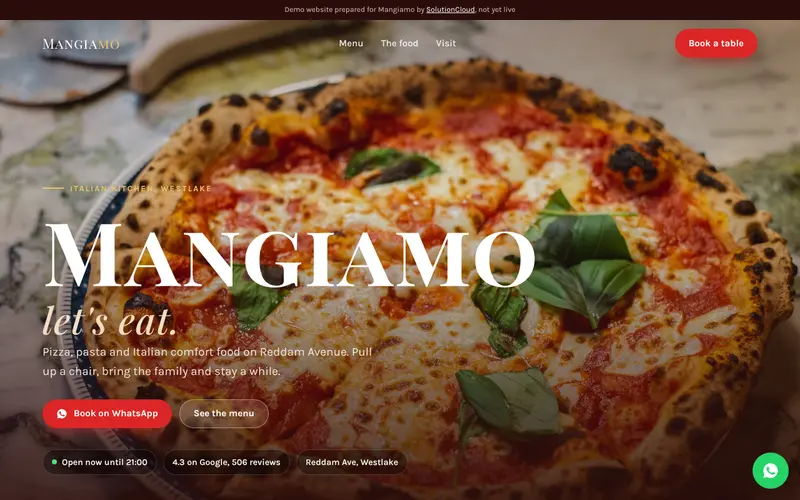 Demo website prepared for Mangiamo by SolutionCloud, not yet live
MANGIAMO
Menu
The food
Visit
Book a table
ITALIAN KITCHEN, WESTLAKE
MANGIAMO
let's eat.
Pizza, pasta and Italian comfort food on Reddam Avenue. Pull
up a chair, bring the family and stay a while.
Book on WhatsApp
See the menu
Open now until 21:00
4.3 on Google, 506 reviews
Reddam Ave, Westlake